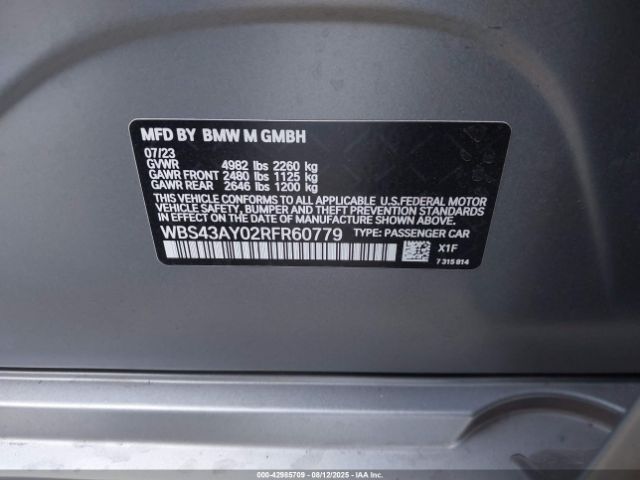 MFD BY BMW M GMBH
07/23
GVWR 4982 lbs 2260 kg
GAWR FRONT 2480 lbs 1125 kg
GAWR REAR 2646 lbs 1200 kg
THIS VEHICLE CONFORMS TO ALL APPLICABLE U.S.FEDERAL MOTOR
VEHICLE SAFETY, BUMPER AND THEFT PREVENTION STANDARDS
IN EFFECT ON THE DATE OF MANUFACTURE SHOWN ABOVE.
WBS43AY02RFR60779 TYPE: PASSENGER CAR
X1F
7 315 814
000-42985709 - 08/12/2025 - IAA Inc.